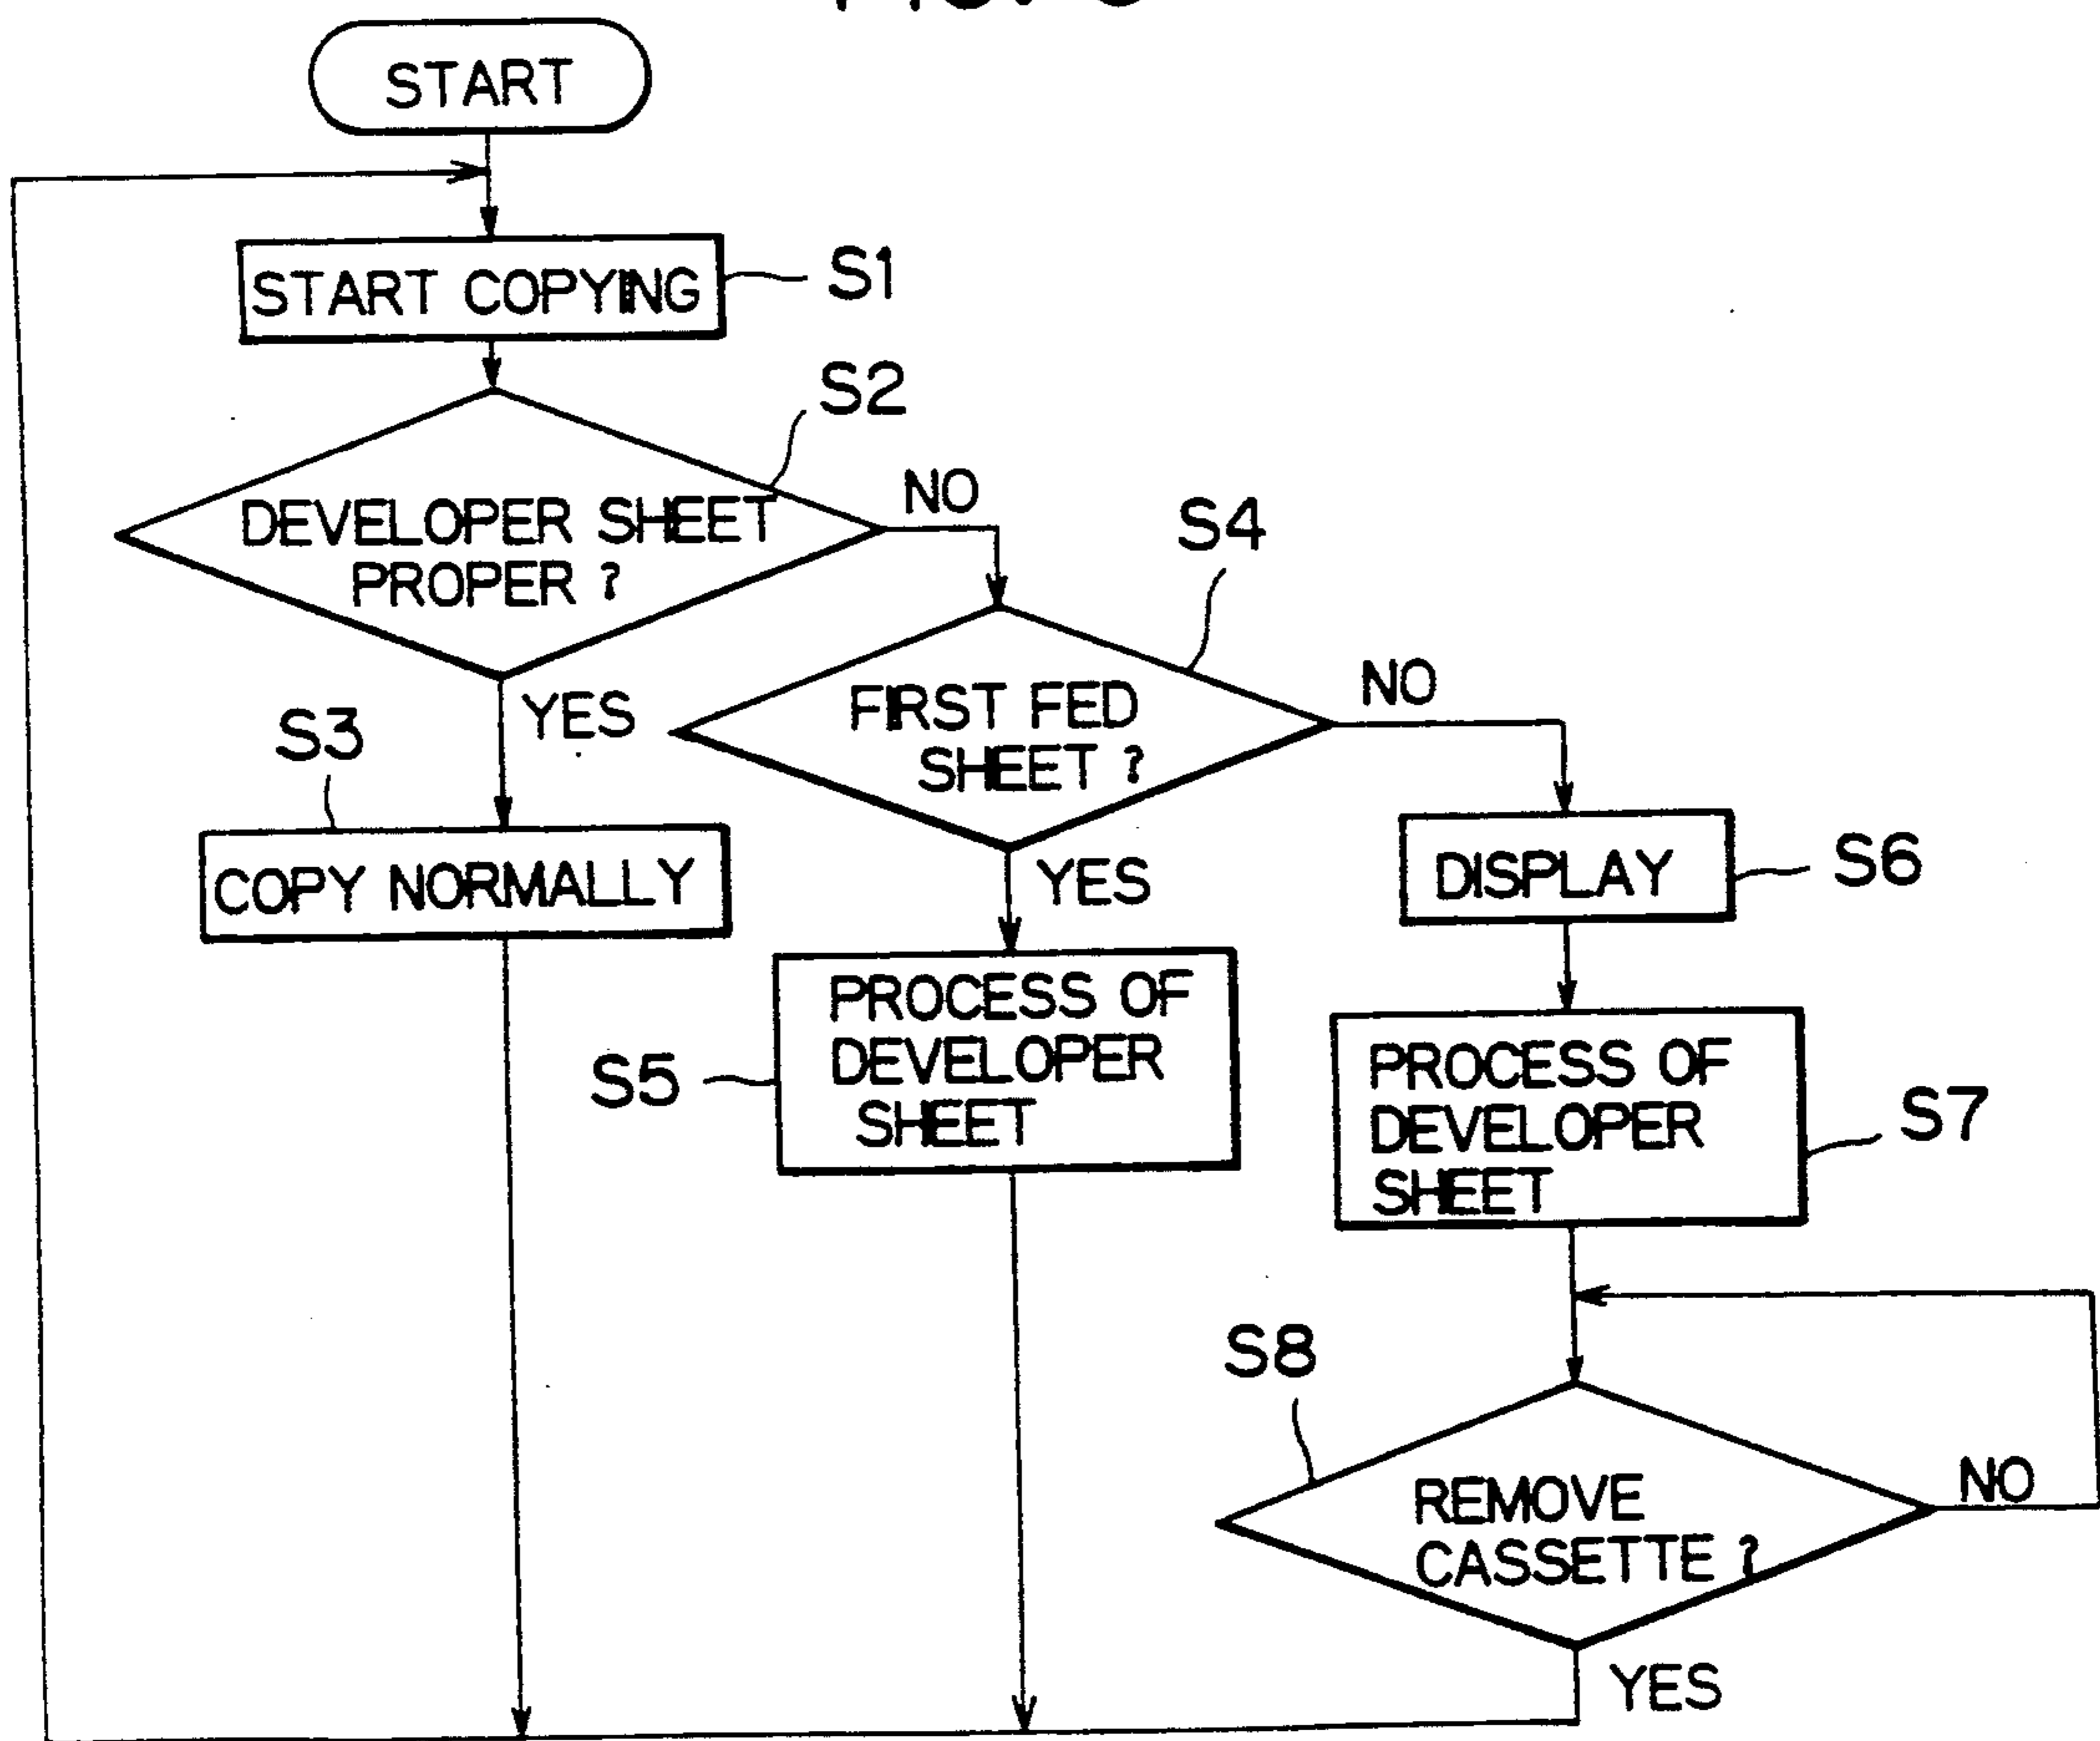 START
START COPYING
S1
S2
DEVELOPER SHEET
PROPER ?
NO
YES
S3
COPY NORMALLY
S4
FIRST FED
SHEET ?
NO
YES
S5
PROCESS OF
DEVELOPER
SHEET
DISPLAY
S6
PROCESS OF
DEVELOPER
SHEET
S7
S8
REMOVE
CASSETTE ?
NO
YES